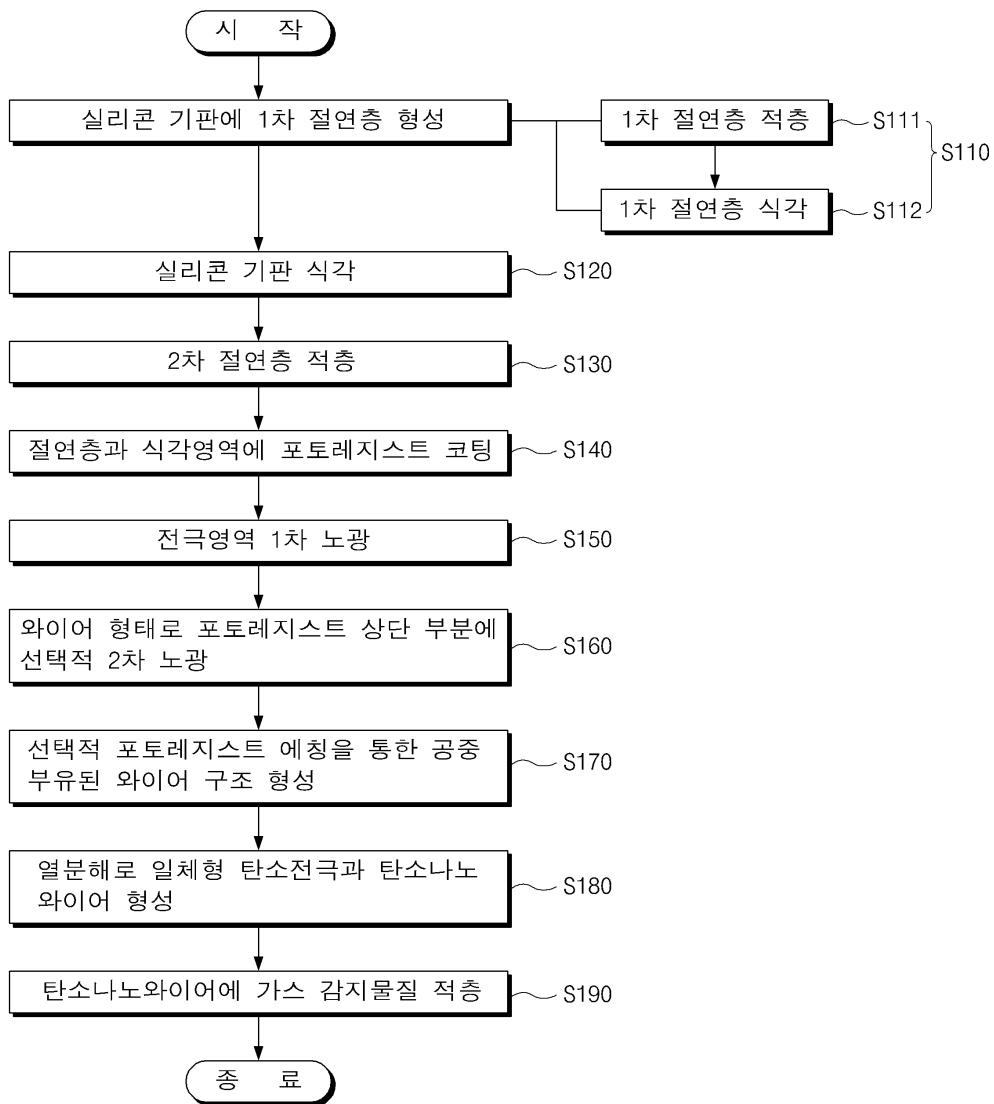 시 작
실리콘 기판에 1차 절연층 형성
1차 절연층 적층
S111
S110
1차 절연층 식각
S112
실리콘 기판 식각
S120
2차 절연층 적층
S130
절연층과 식각영역에 포토레지스트 코팅
S140
전극영역 1차 노광
S150
와이어 형태로 포토레지스트 상단 부분에
선택적 2차 노광
S160
선택적 포토레지스트 에칭을 통한 공중
부유된 와이어 구조 형성
S170
열분해로 일체형 탄소전극과 탄소나노
와이어 형성
S180
탄소나노와이어에 가스 감지물질 적층
S190
종 료